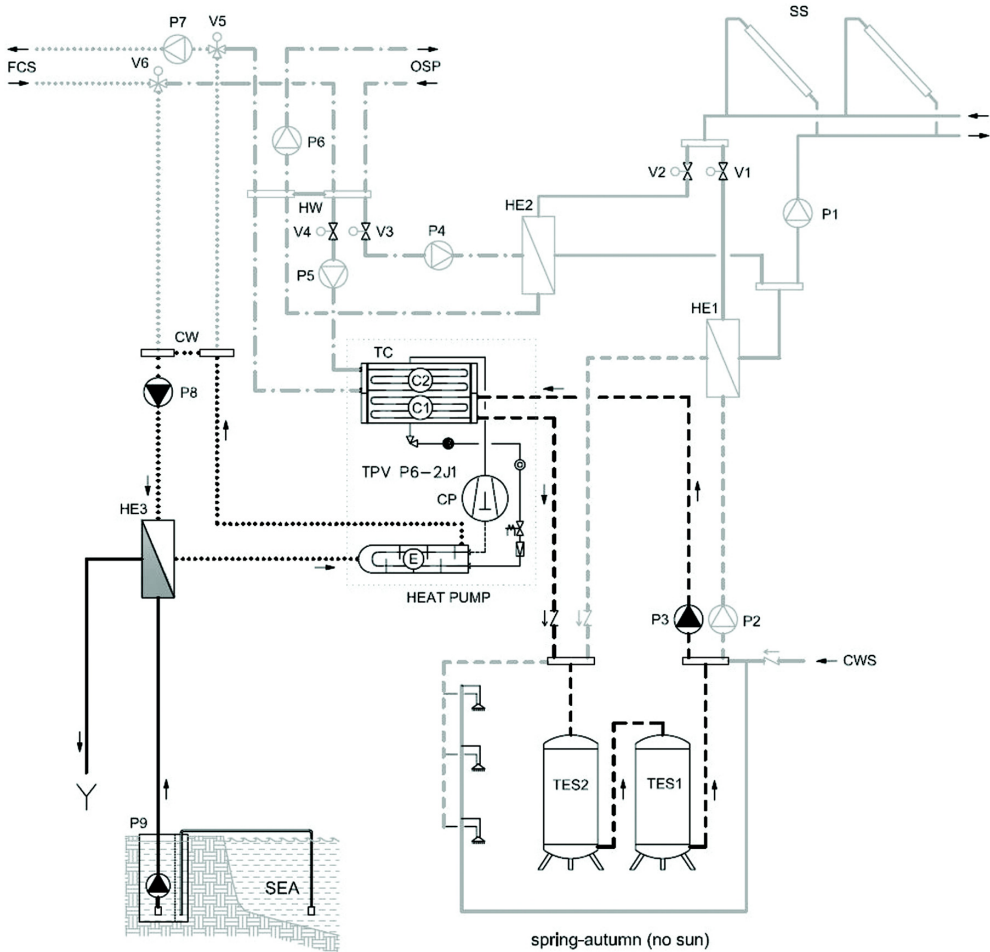 P7
V5
SS
FCS
V6
OSP
P6
V2
V1
HW
HE2
P1
V4
V3
P4
P5
HE1
CW
TC
C2
P8
C1
TPV P6-2J1
CP
HE3
E
HEAT PUMP
P3
P2
CWS
TES2
TES1
P9
SEA
spring-autumn (no sun)